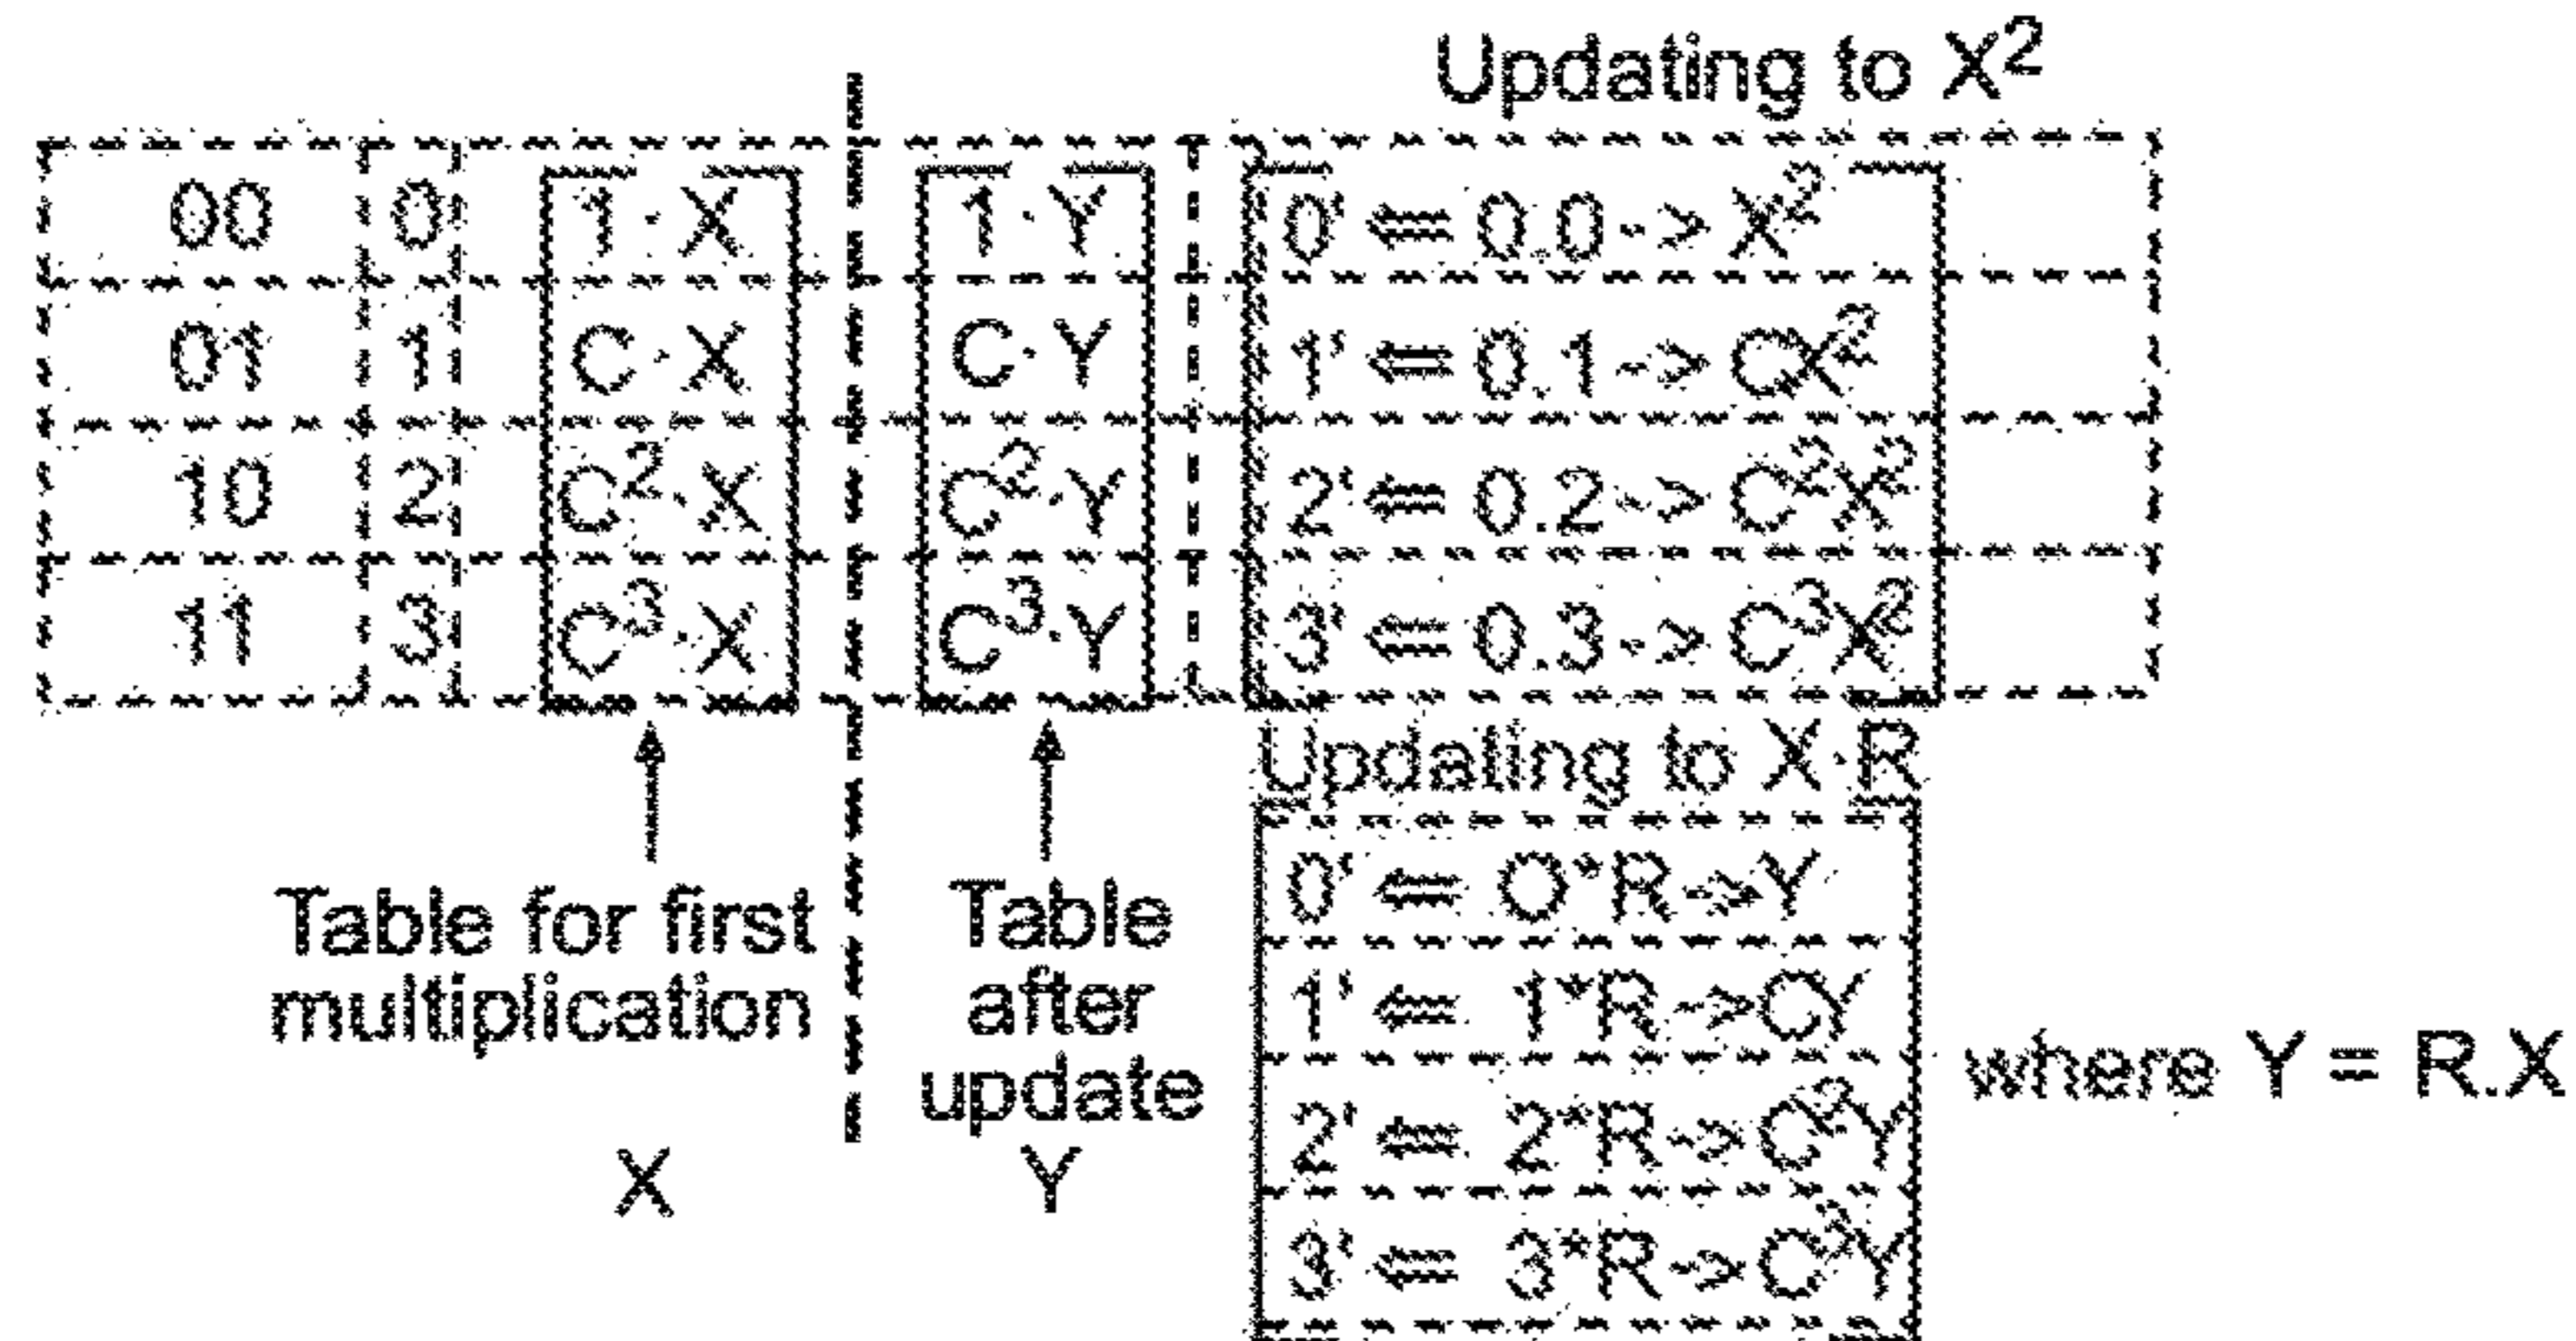 Updating to X²
00 0 1·X 1·Y 0' ⇐ 0.0-> X²
01 1 C·X C·Y 1' ⇐ 0.1-> CX²
10 2 C²·X C²·Y 2' ⇐ 0.2-> C²X²
11 3 C³·X C³·Y 3' ⇐ 0.3-> C³X²
Updating to X·R
0' ⇐ O*R->Y
1' ⇐ 1*R->CY
2' ⇐ 2*R->C²Y
3' ⇐ 3*R->C³Y
where Y = R.X
Table for first
multiplication
X
Table
after
update
Y